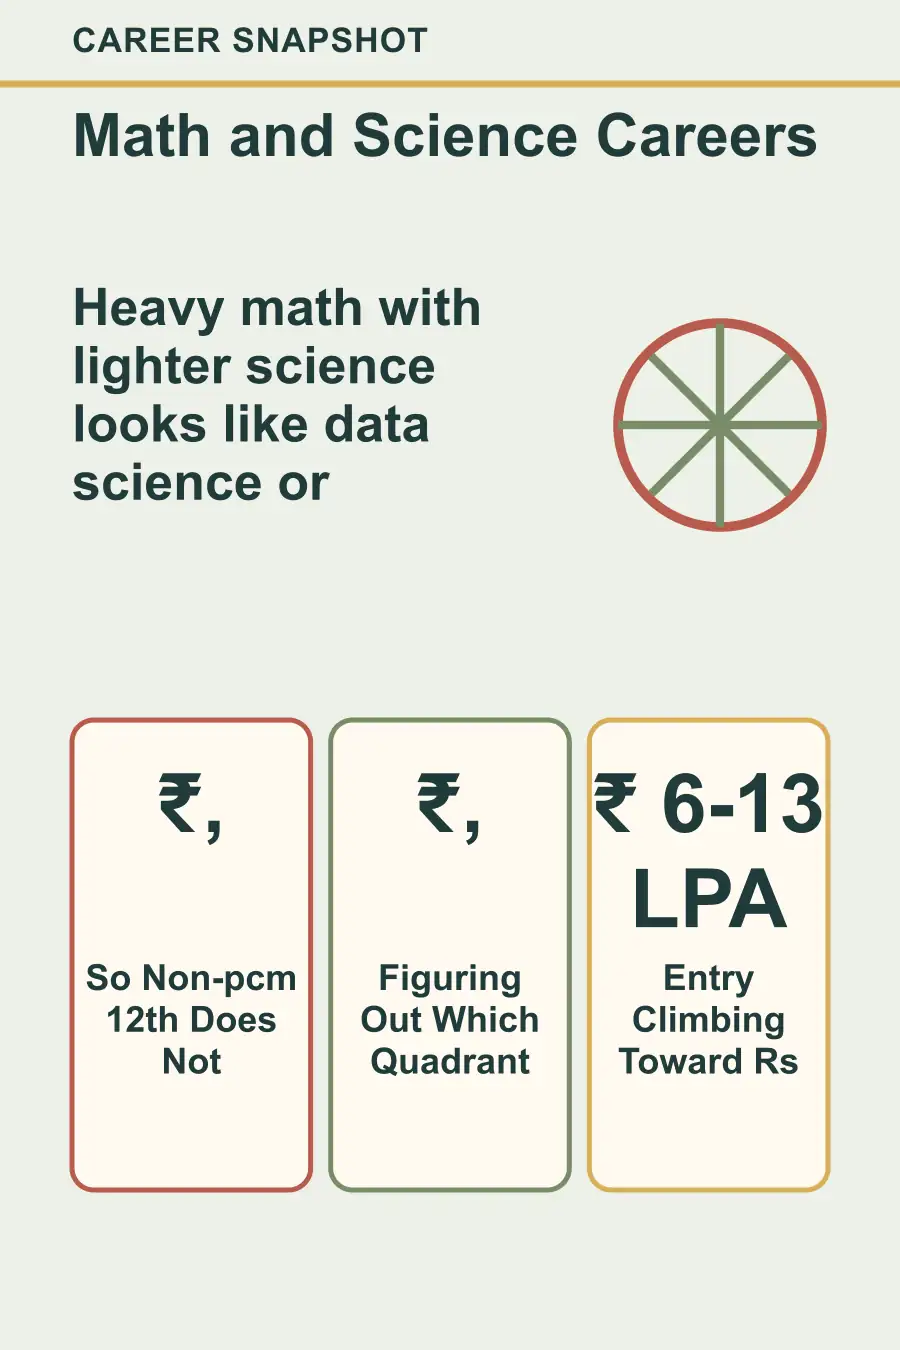 CAREER SNAPSHOT
Math and Science Careers
Heavy math with
lighter science
looks like data
science or
₹,
So Non-pcm
12th Does
Not
₹,
Figuring
Out Which
Quadrant
₹ 6-13
LPA
Entry
Climbing
Toward Rs